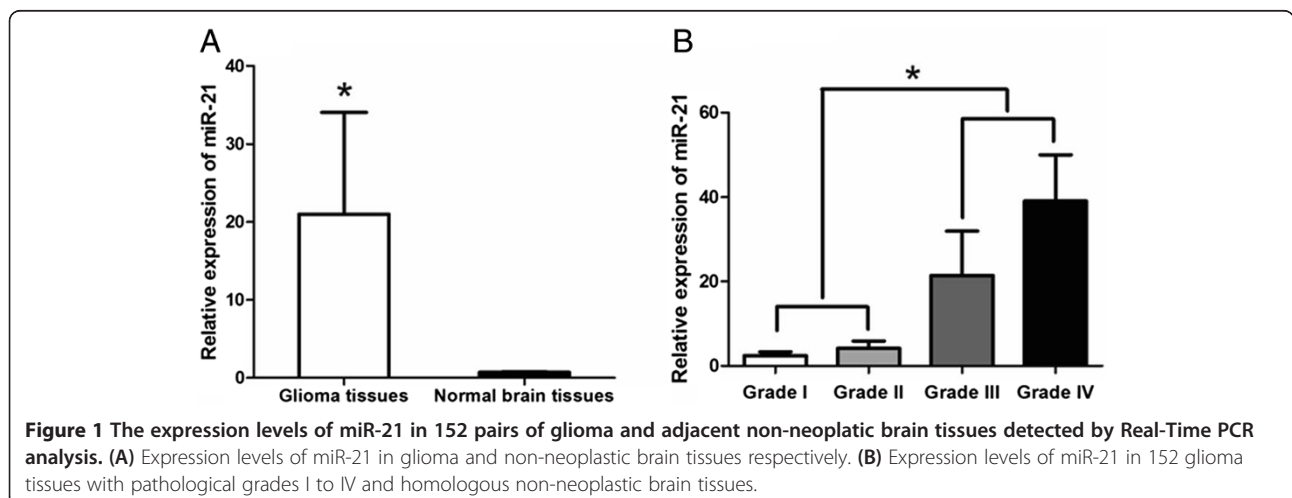 A
Relative expression of miR-21
40
30
20
10
0
*
Glioma tissues
Normal brain tissues
B
Relative expression of miR-21
60
40
20
0
*
Grade I
Grade II
Grade III
Grade IV
Figure 1 The expression levels of miR-21 in 152 pairs of glioma and adjacent non-neoplatic brain tissues detected by Real-Time PCR
analysis. (A) Expression levels of miR-21 in glioma and non-neoplastic brain tissues respectively. (B) Expression levels of miR-21 in 152 glioma
tissues with pathological grades I to IV and homologous non-neoplastic brain tissues.